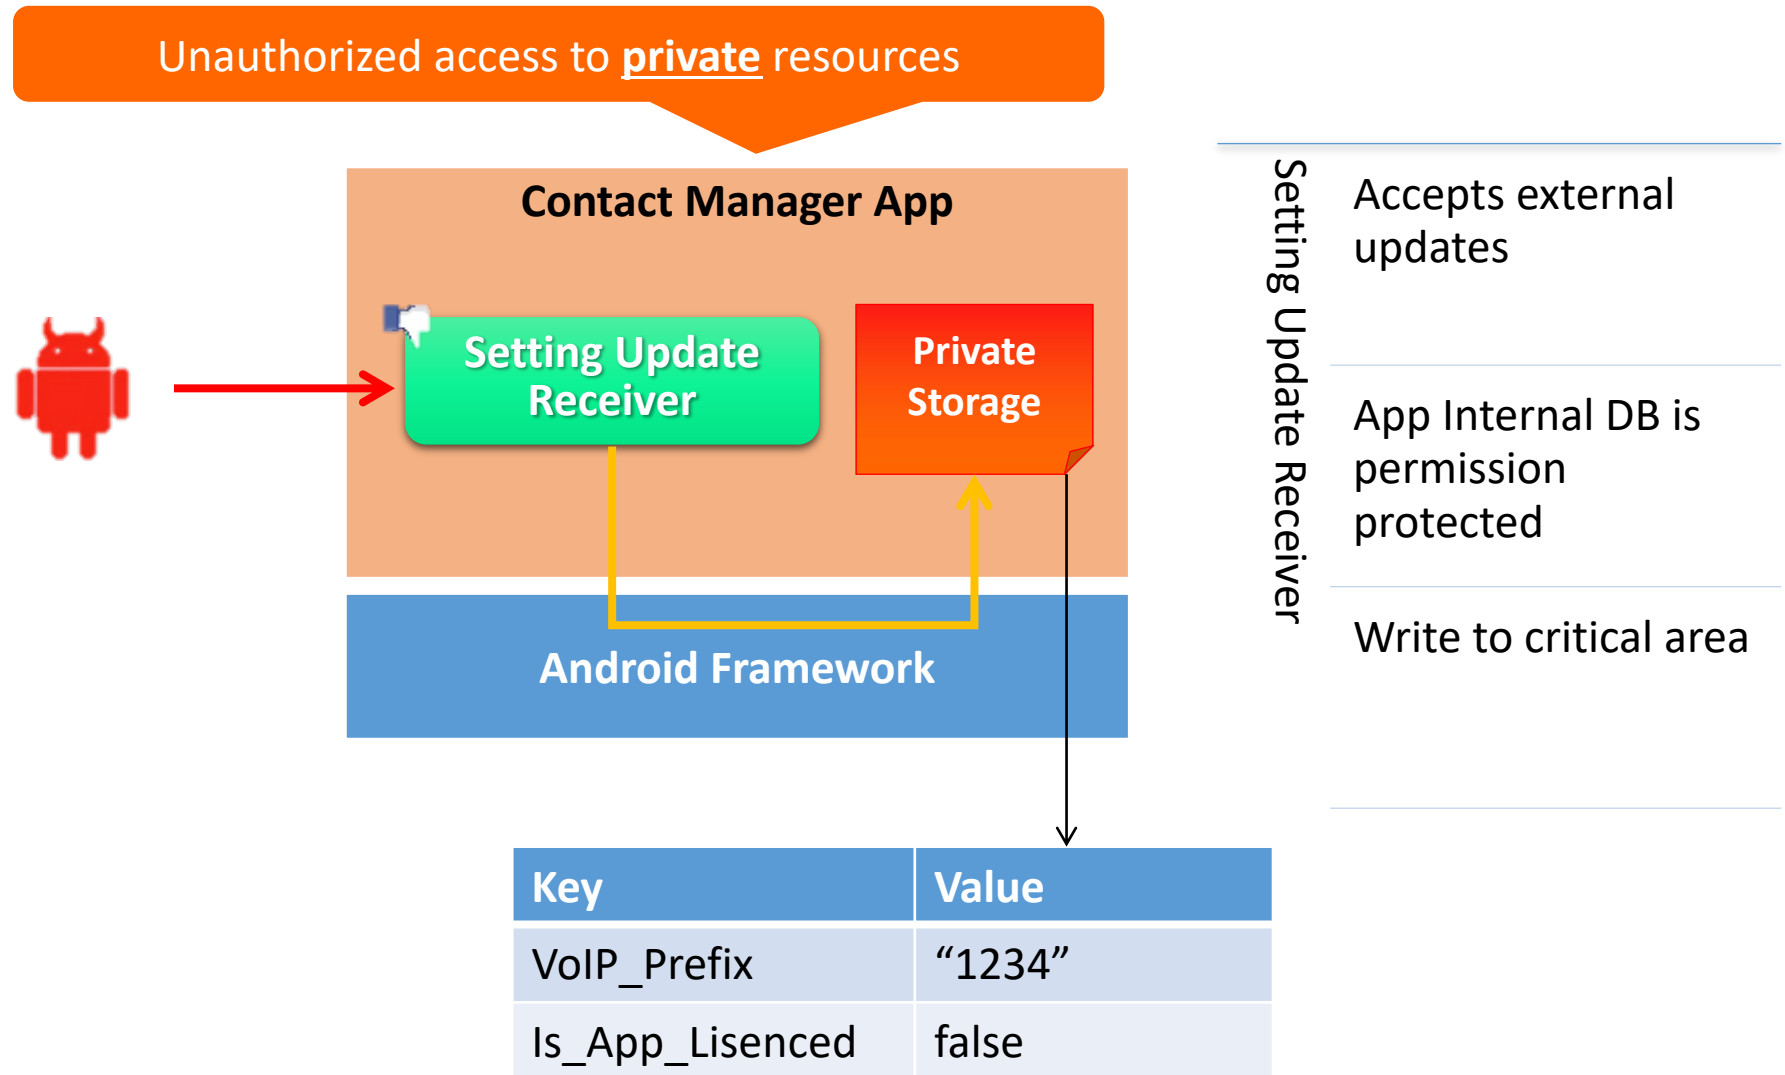 Unauthorized access to private resources
Contact Manager App
Setting Update
Receiver
Private
Storage
Android Framework
Setting Update Receiver
Accepts external
updates
App Internal DB is
permission
protected
Write to critical area
Key Value
VoIP_Prefix “1234”
Is_App_Lisenced false